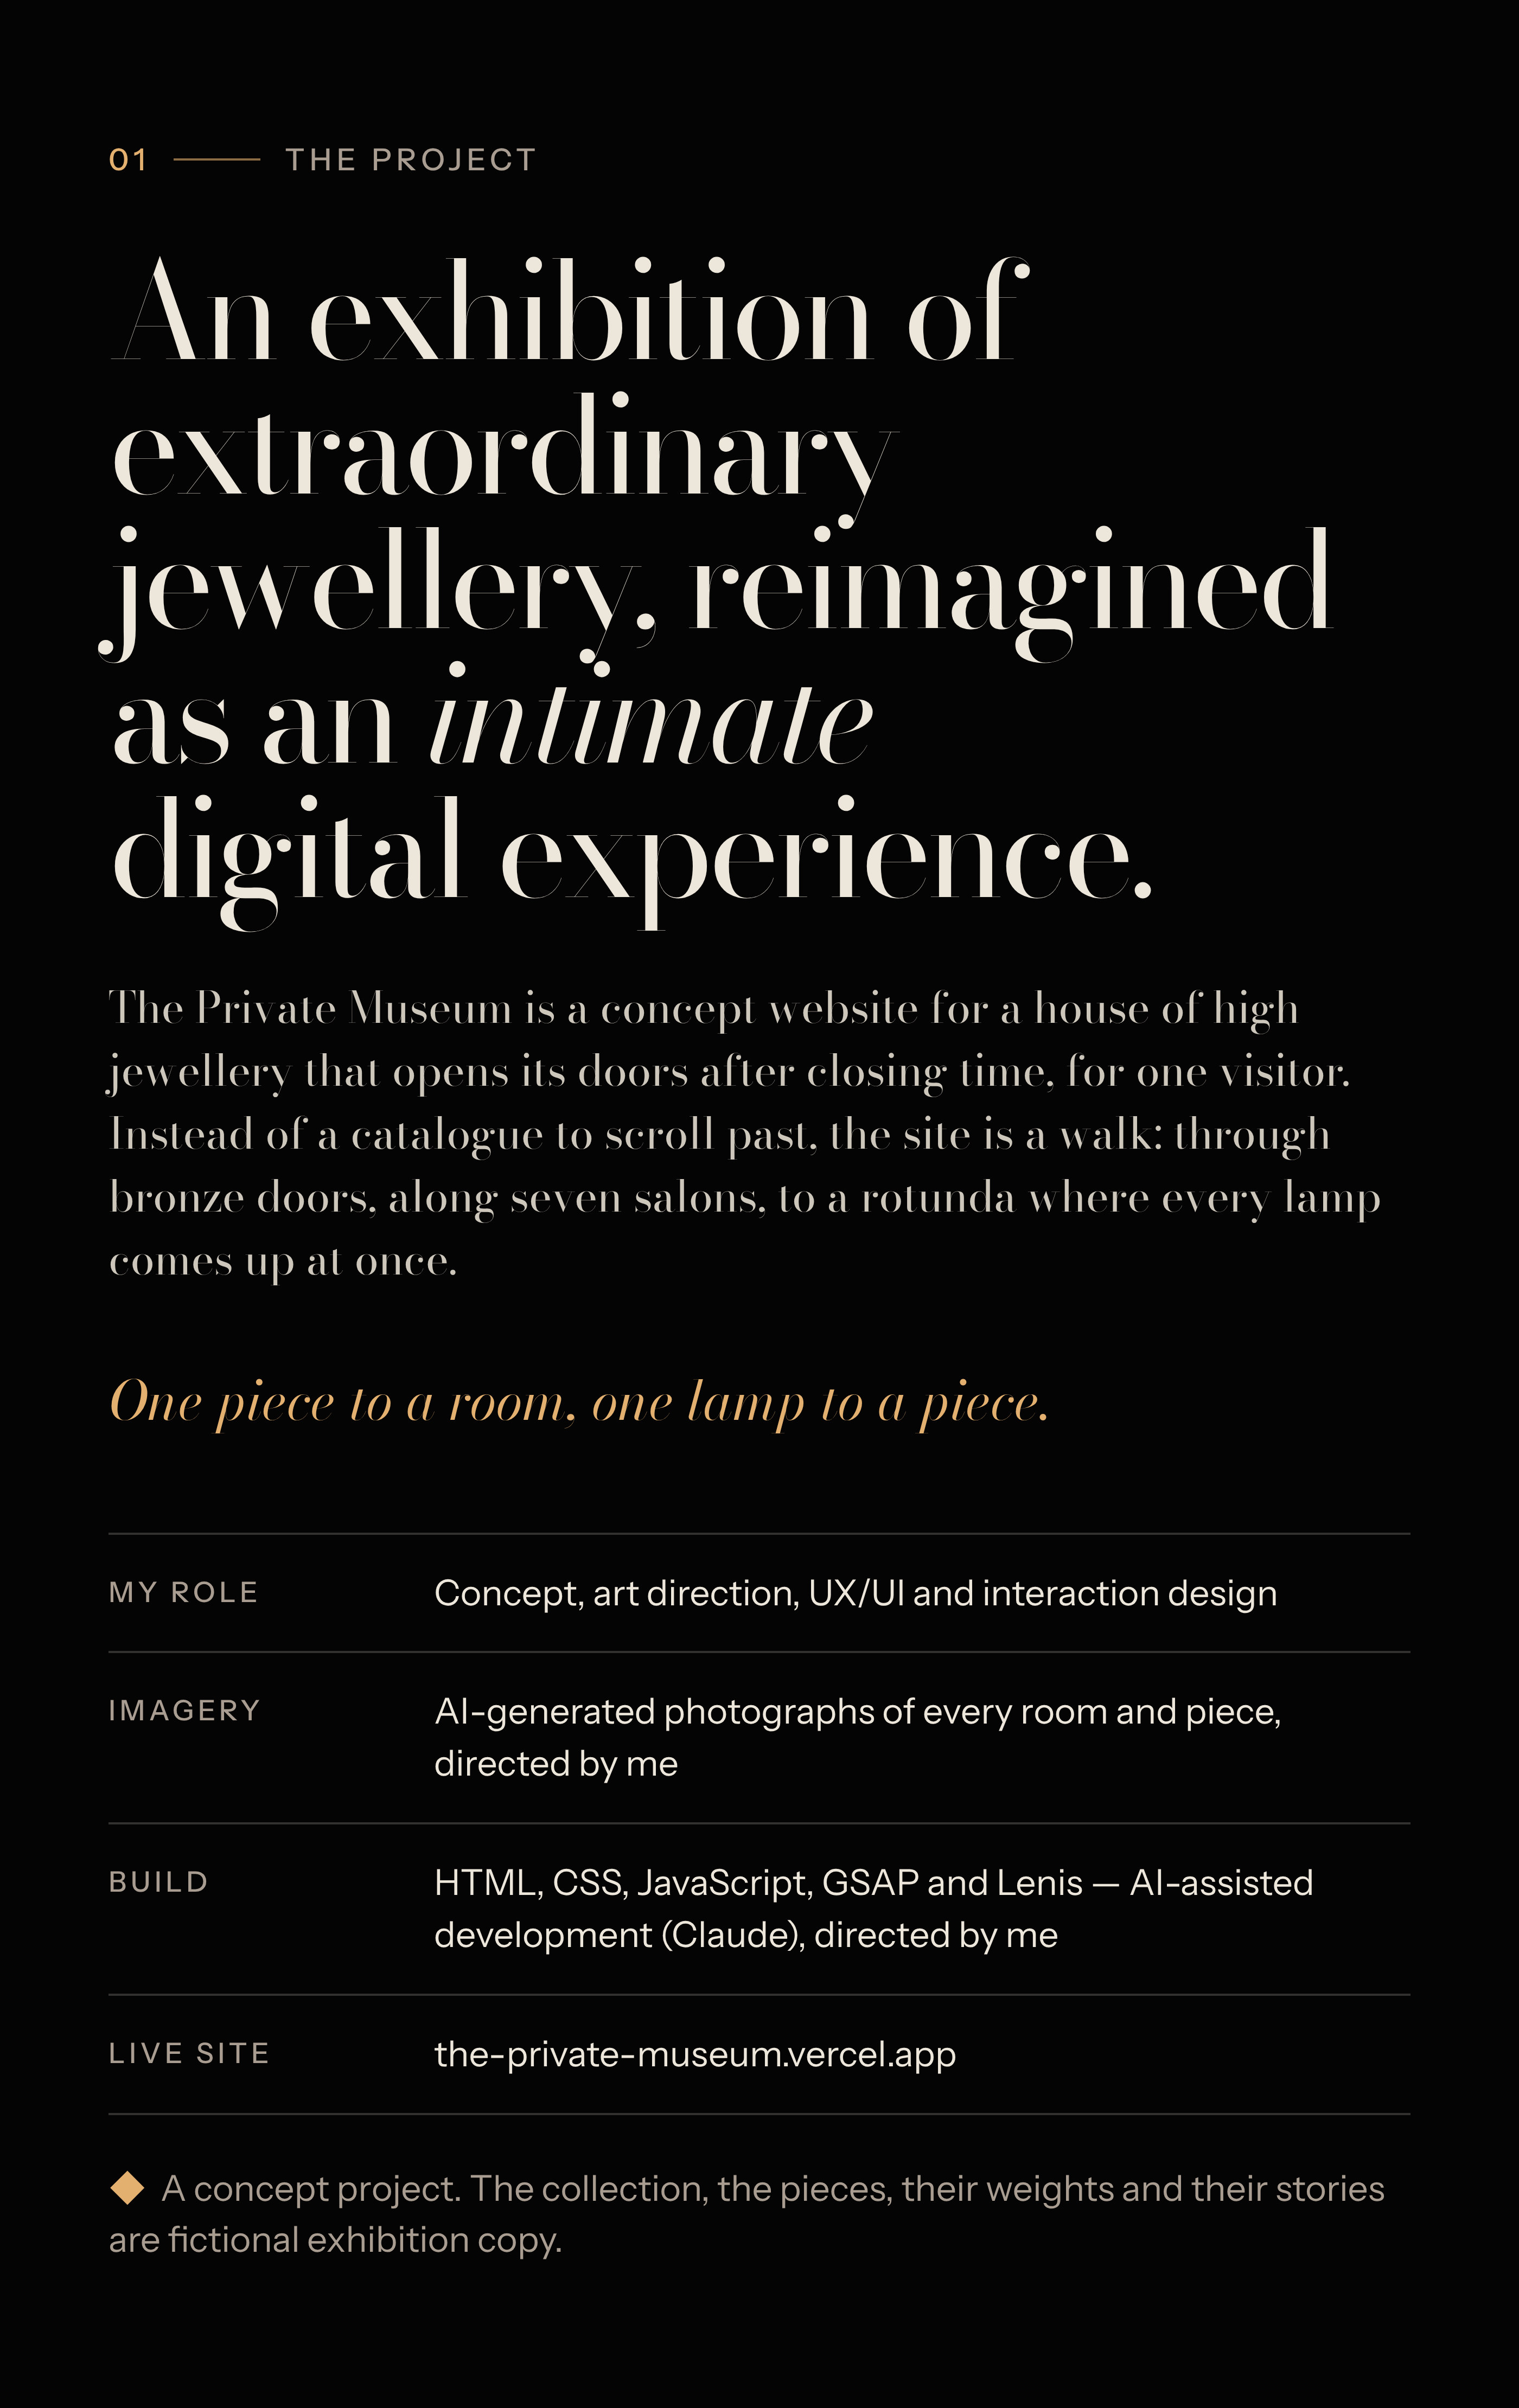 01 — THE PROJECT
An exhibition of
extraordinary
jewellery, reimagined
as an intimate
digital experience.
The Private Museum is a concept website for a house of high
jewellery that opens its doors after closing time, for one visitor.
Instead of a catalogue to scroll past, the site is a walk: through
bronze doors, along seven salons, to a rotunda where every lamp
comes up at once.
One piece to a room, one lamp to a piece.
MY ROLE Concept, art direction, UX/UI and interaction design
IMAGERY AI-generated photographs of every room and piece,
directed by me
BUILD HTML, CSS, JavaScript, GSAP and Lenis — AI-assisted
development (Claude), directed by me
LIVE SITE the-private-museum.vercel.app
◆ A concept project. The collection, the pieces, their weights and their stories
are fictional exhibition copy.